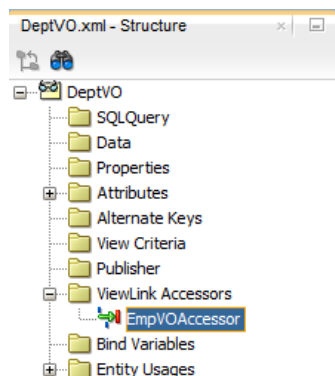 DeptVO.xml - Structure
DeptVO
SQLQuery
Data
Properties
Attributes
Alternate Keys
View Criteria
Publisher
ViewLink Accessors
EmpVOAccessor
Bind Variables
Entity Usages